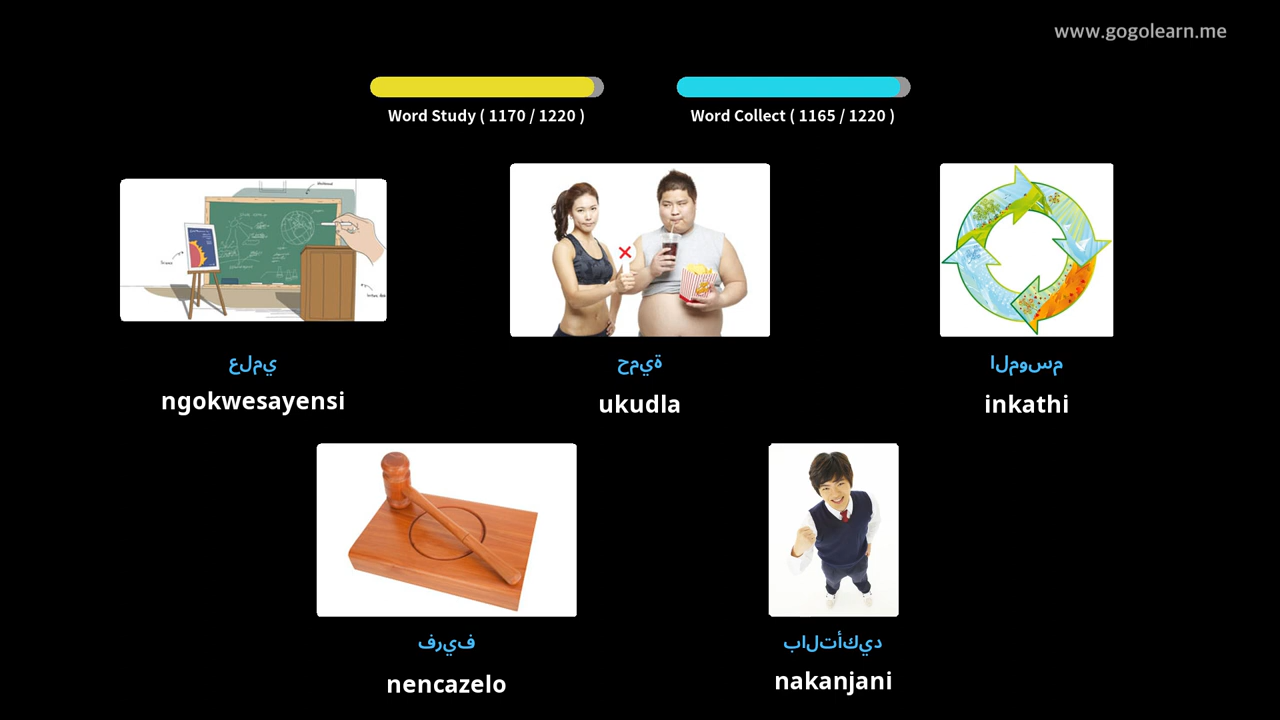 www.gogolearn.me
Word Study ( 1170 / 1220 )
Word Collect ( 1165 / 1220 )
علمي
حمية
الموسم
ngokwesayensi
ukudla
inkathi
فريف
بالتأكيد
nencazelo
nakanjani